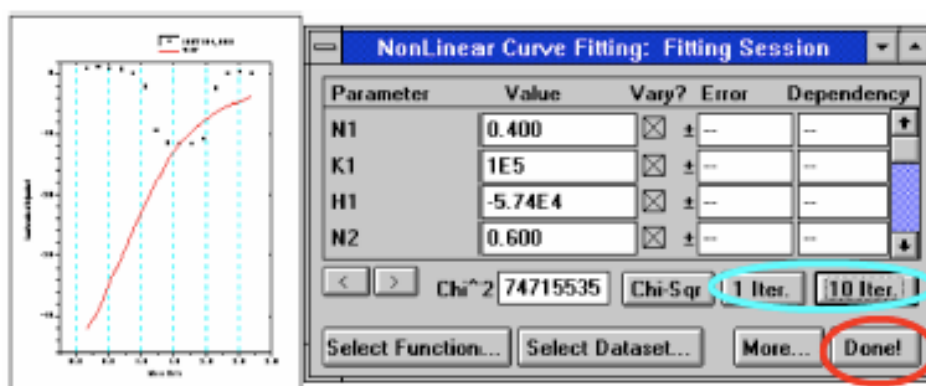 NonLinear Curve Fitting: Fitting Session
Parameter Value Vary? Error Dependency
N1 0.400 ± -- --
K1 1E5 ± -- --
H1 -5.74E4 ± -- --
N2 0.600 ± -- --
< > Chi^2 74715535 Chi-Sqr 1 Iter. 10 Iter.
Select Function... Select Dataset... More... Done!